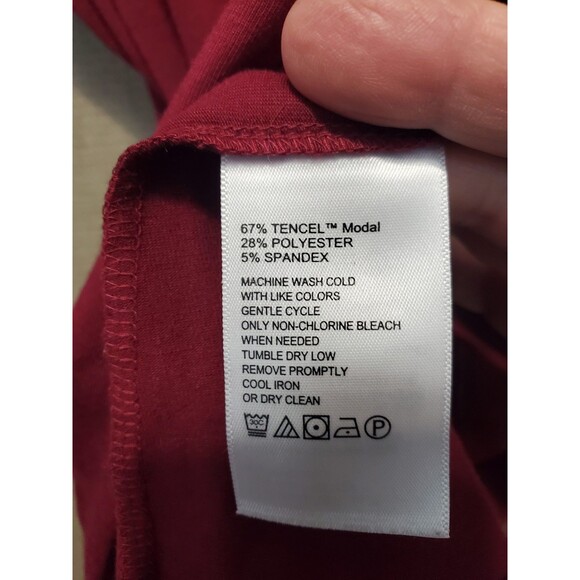 67% TENCEL™ Modal
28% POLYESTER
5% SPANDEX
MACHINE WASH COLD
WITH LIKE COLORS
GENTLE CYCLE
ONLY NON-CHLORINE BLEACH
WHEN NEEDED
TUMBLE DRY LOW
REMOVE PROMPTLY
COOL IRON
OR DRY CLEAN
30C P